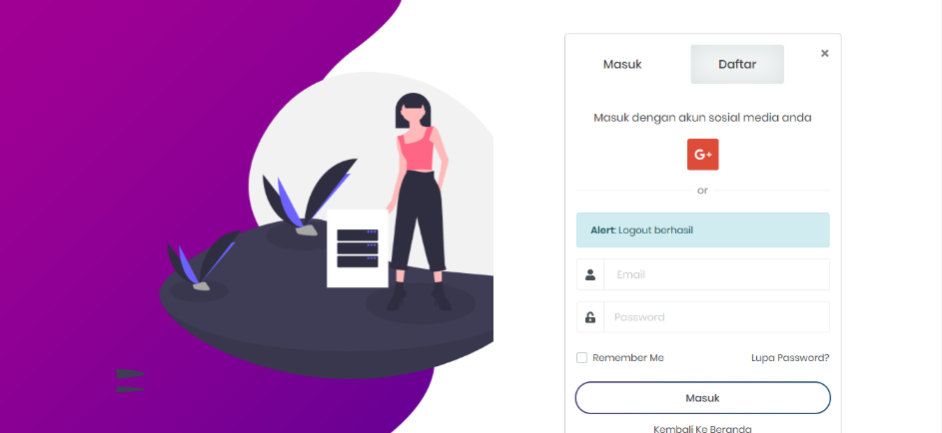 Masuk
Daftar
×
Masuk dengan akun sosial media anda
G+
or
Alert: Logout berhasil
Email
Password
Remember Me
Lupa Password?
Masuk
Kembali Ke Beranda